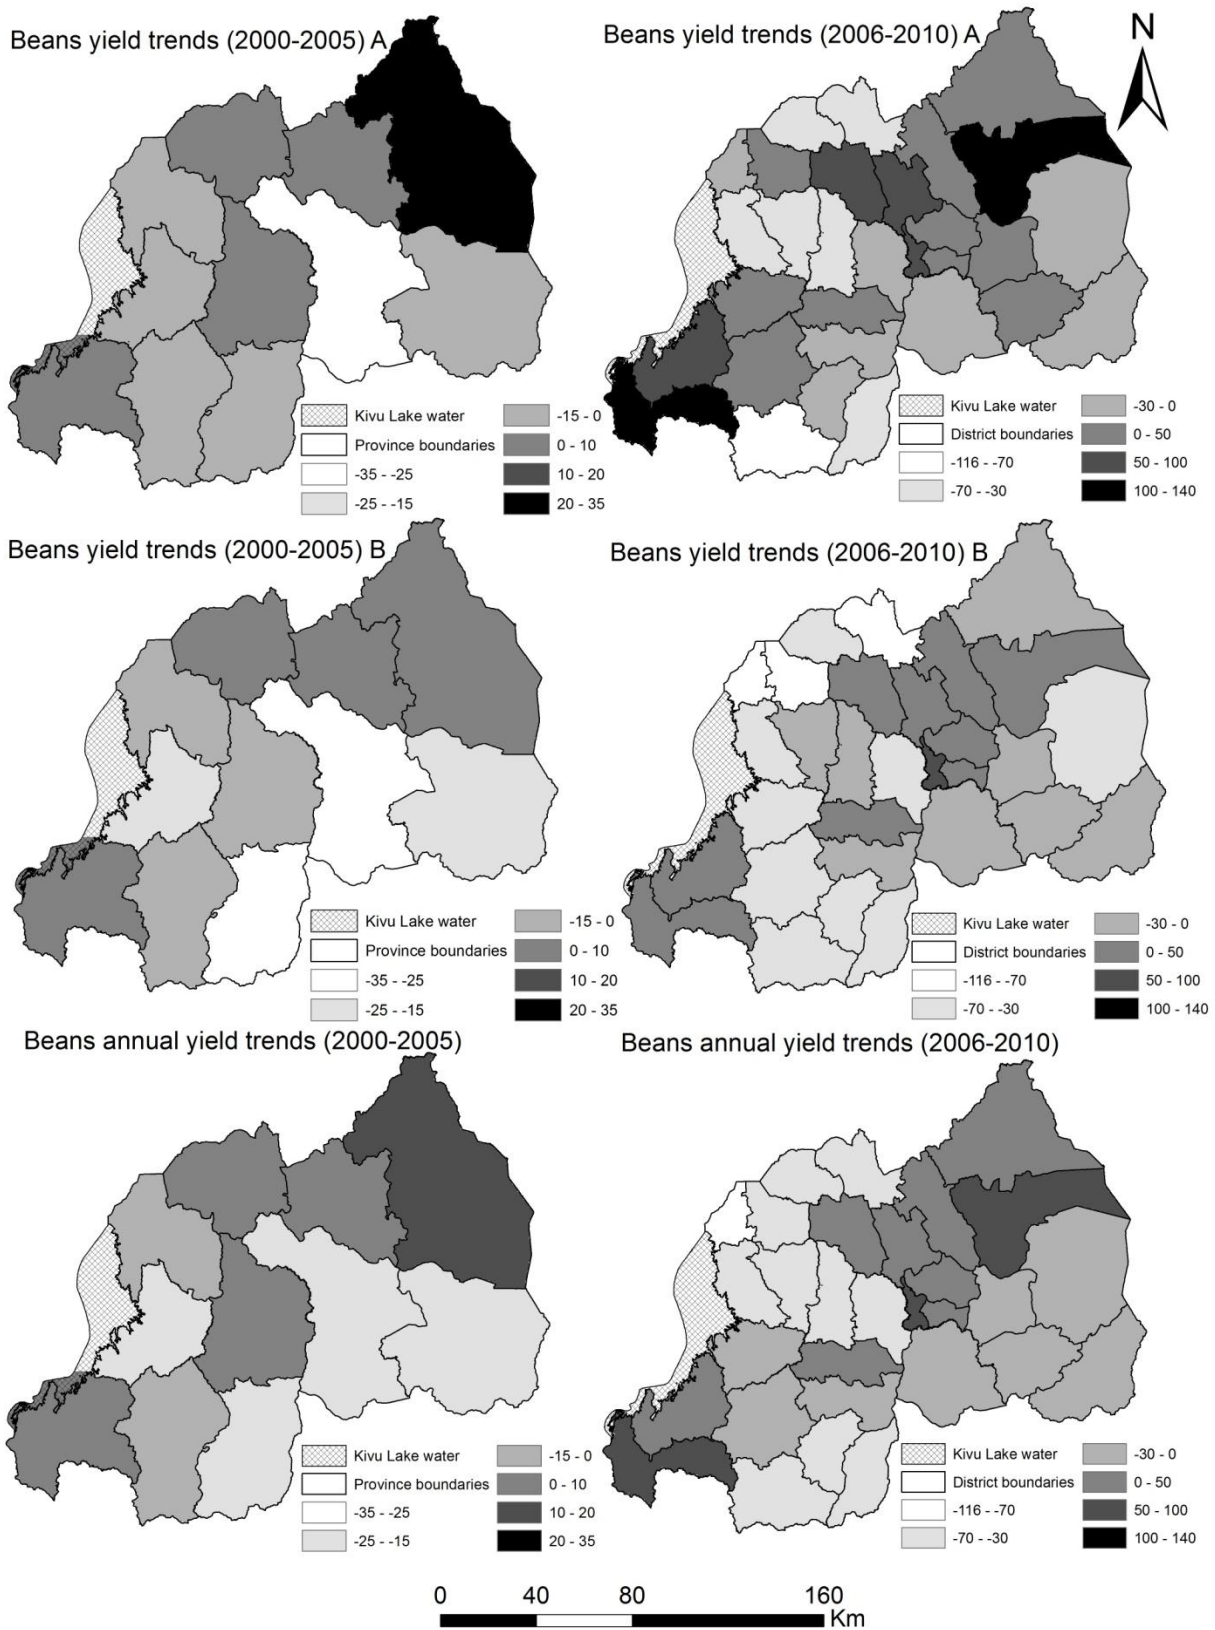 Beans yield trends (2000-2005) A
Kivu Lake water
Province boundaries
-35 - -25
-25 - -15
-15 - 0
0 - 10
10 - 20
20 - 35
Beans yield trends (2006-2010) A
N
Kivu Lake water
District boundaries
-116 - -70
-70 - -30
-30 - 0
0 - 50
50 - 100
100 - 140
Beans yield trends (2000-2005) B
Kivu Lake water
Province boundaries
-35 - -25
-25 - -15
-15 - 0
0 - 10
10 - 20
20 - 35
Beans yield trends (2006-2010) B
Kivu Lake water
District boundaries
-116 - -70
-70 - -30
-30 - 0
0 - 50
50 - 100
100 - 140
Beans annual yield trends (2000-2005)
Kivu Lake water
Province boundaries
-35 - -25
-25 - -15
-15 - 0
0 - 10
10 - 20
20 - 35
Beans annual yield trends (2006-2010)
Kivu Lake water
District boundaries
-116 - -70
-70 - -30
-30 - 0
0 - 50
50 - 100
100 - 140
0 40 80 160
Km